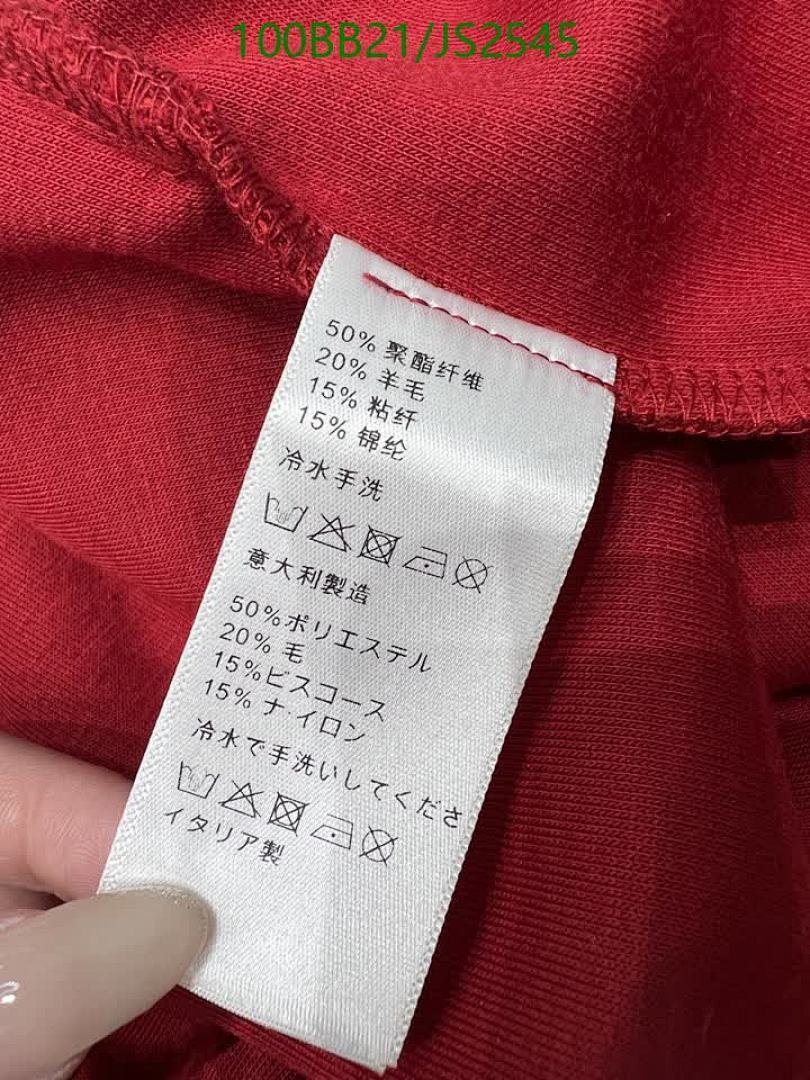 100BB21/JS2545
50% 聚酯纤维
20% 羊毛
15% 粘纤
15% 锦纶
冷水手洗
意大利製造
50%ポリエステル
20% 毛
15%ビスコース
15% ナイロン
冷水で手洗いしてくださ
イタリア製